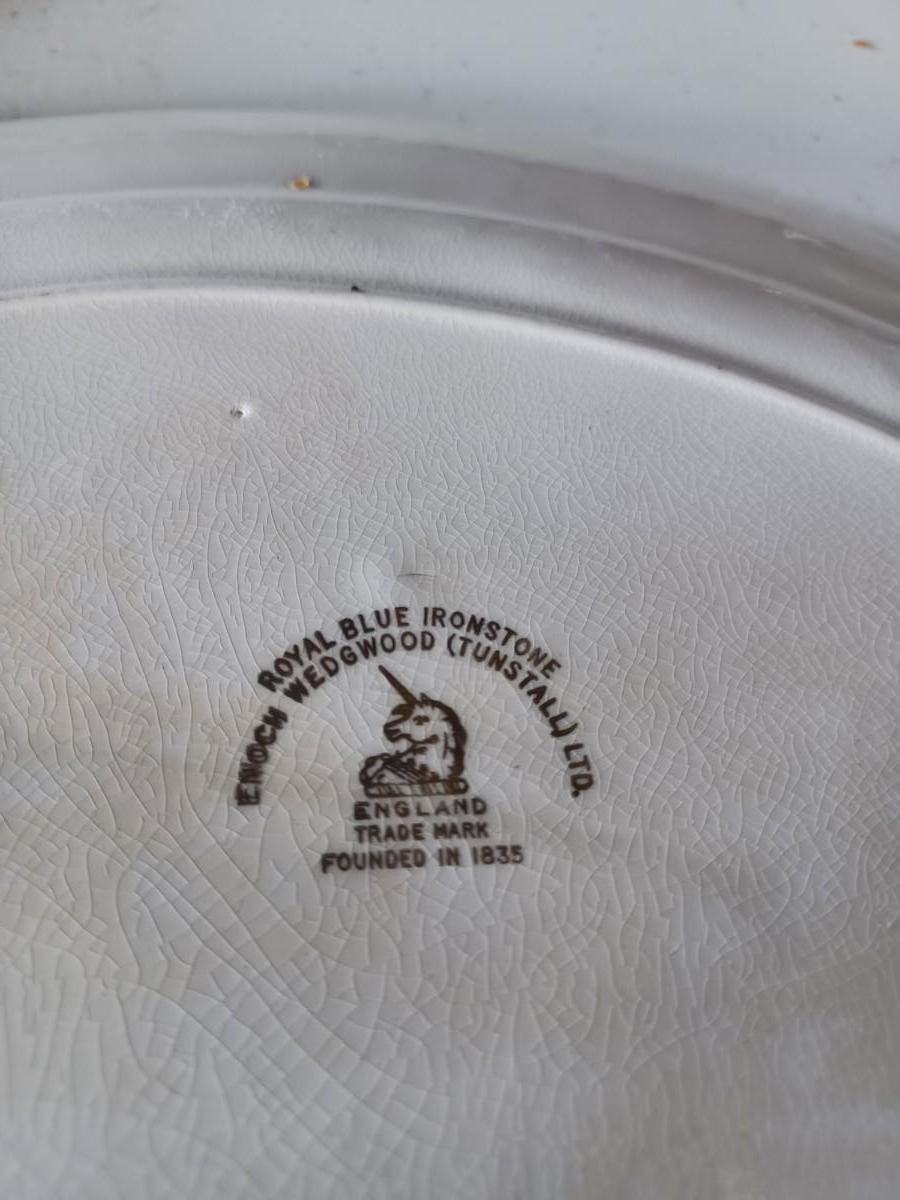 ROYAL BLUE IRONSTONE
ENOCH WEDGWOOD (TUNSTALL) LTD.
ENGLAND
TRADE MARK
FOUNDED IN 1835